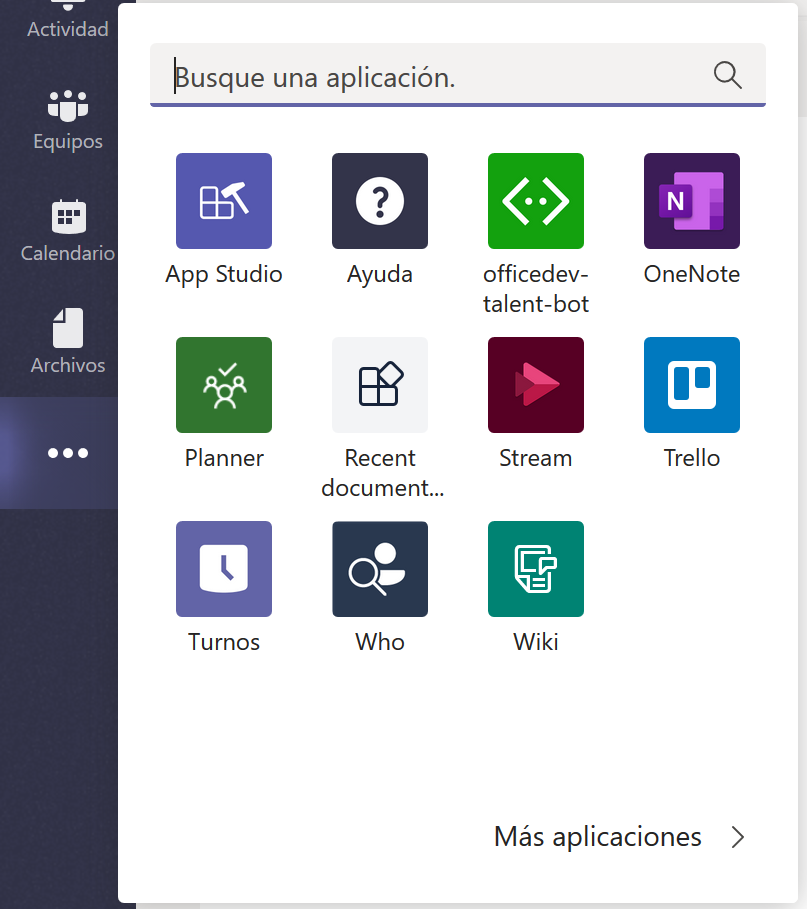 Actividad
Equipos
Calendario
Archivos
Busque una aplicación.
App Studio
Ayuda
officedev-
talent-bot
N
OneNote
Planner
Recent
document...
Stream
Trello
Turnos
Who
Wiki
Más aplicaciones